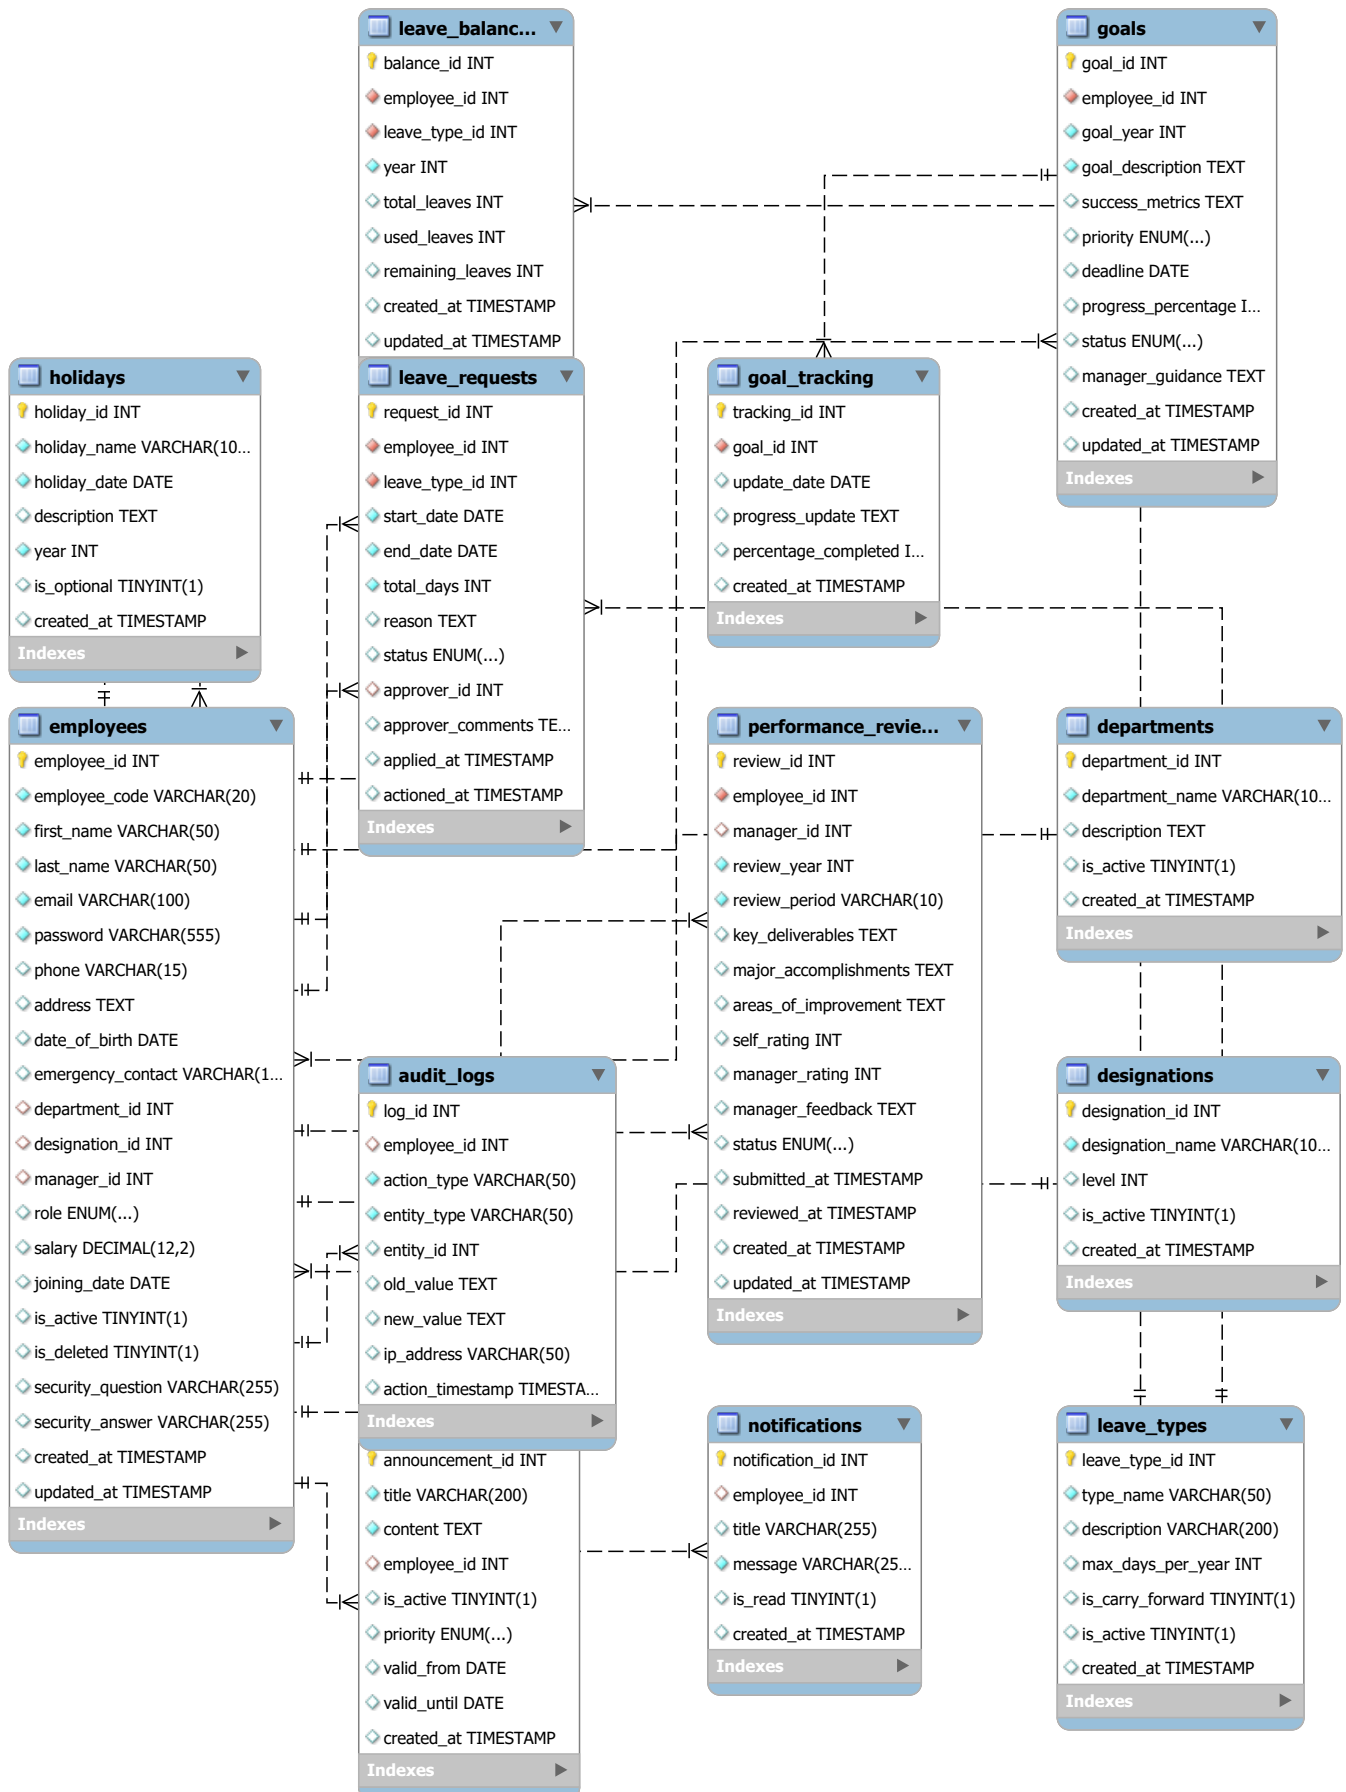 leave_balanc...
balance_id INT
employee_id INT
leave_type_id INT
year INT
total_leaves INT
used_leaves INT
remaining_leaves INT
created_at TIMESTAMP
updated_at TIMESTAMP
goals
goal_id INT
employee_id INT
goal_year INT
goal_description TEXT
success_metrics TEXT
priority ENUM(...)
deadline DATE
progress_percentage I...
status ENUM(...)
manager_guidance TEXT
created_at TIMESTAMP
updated_at TIMESTAMP
Indexes
holidays
holiday_id INT
holiday_name VARCHAR(10...
holiday_date DATE
description TEXT
year INT
is_optional TINYINT(1)
created_at TIMESTAMP
Indexes
leave_requests
request_id INT
employee_id INT
leave_type_id INT
start_date DATE
end_date DATE
total_days INT
reason TEXT
status ENUM(...)
approver_id INT
approver_comments TE...
applied_at TIMESTAMP
actioned_at TIMESTAMP
Indexes
goal_tracking
tracking_id INT
goal_id INT
update_date DATE
progress_update TEXT
percentage_completed I...
created_at TIMESTAMP
Indexes
employees
employee_id INT
employee_code VARCHAR(20)
first_name VARCHAR(50)
last_name VARCHAR(50)
email VARCHAR(100)
password VARCHAR(555)
phone VARCHAR(15)
address TEXT
date_of_birth DATE
emergency_contact VARCHAR(1...
department_id INT
designation_id INT
manager_id INT
role ENUM(...)
salary DECIMAL(12,2)
joining_date DATE
is_active TINYINT(1)
is_deleted TINYINT(1)
security_question VARCHAR(255)
security_answer VARCHAR(255)
created_at TIMESTAMP
updated_at TIMESTAMP
Indexes
performance_revie...
review_id INT
employee_id INT
manager_id INT
review_year INT
review_period VARCHAR(10)
key_deliverables TEXT
major_accomplishments TEXT
areas_of_improvement TEXT
self_rating INT
manager_rating INT
manager_feedback TEXT
status ENUM(...)
submitted_at TIMESTAMP
reviewed_at TIMESTAMP
created_at TIMESTAMP
updated_at TIMESTAMP
Indexes
departments
department_id INT
department_name VARCHAR(10...
description TEXT
is_active TINYINT(1)
created_at TIMESTAMP
Indexes
audit_logs
log_id INT
employee_id INT
action_type VARCHAR(50)
entity_type VARCHAR(50)
entity_id INT
old_value TEXT
new_value TEXT
ip_address VARCHAR(50)
action_timestamp TIMESTA...
Indexes
designations
designation_id INT
designation_name VARCHAR(10...
level INT
is_active TINYINT(1)
created_at TIMESTAMP
Indexes
announcement_id INT
title VARCHAR(200)
content TEXT
employee_id INT
is_active TINYINT(1)
priority ENUM(...)
valid_from DATE
valid_until DATE
created_at TIMESTAMP
Indexes
notifications
notification_id INT
employee_id INT
title VARCHAR(255)
message VARCHAR(25...
is_read TINYINT(1)
created_at TIMESTAMP
Indexes
leave_types
leave_type_id INT
type_name VARCHAR(50)
description VARCHAR(200)
max_days_per_year INT
is_carry_forward TINYINT(1)
is_active TINYINT(1)
created_at TIMESTAMP
Indexes